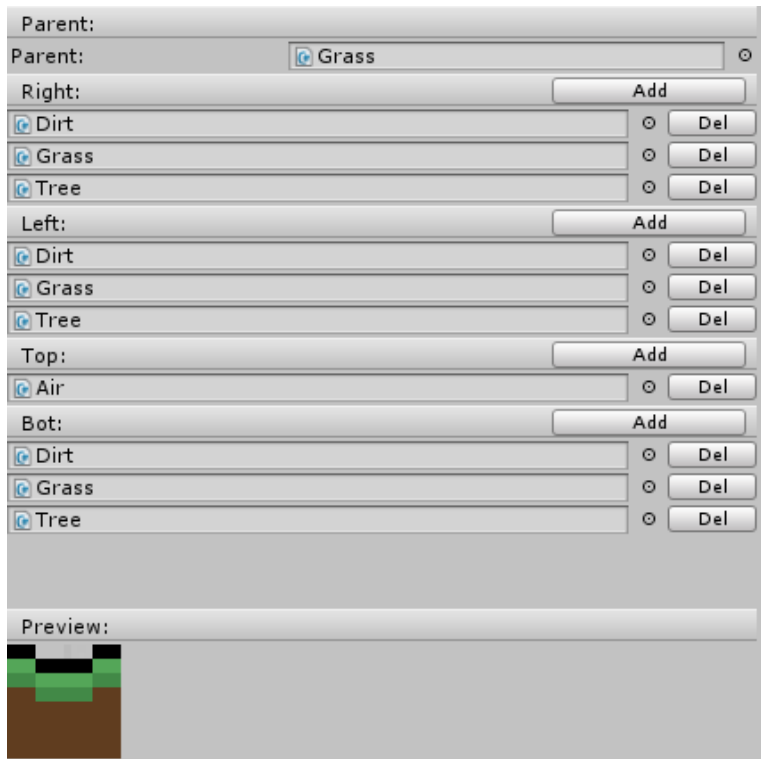 Parent:
Parent: Grass
Right: Add
Dirt Del
Grass Del
Tree Del
Left: Add
Dirt Del
Grass Del
Tree Del
Top: Add
Air Del
Bot: Add
Dirt Del
Grass Del
Tree Del
Preview: